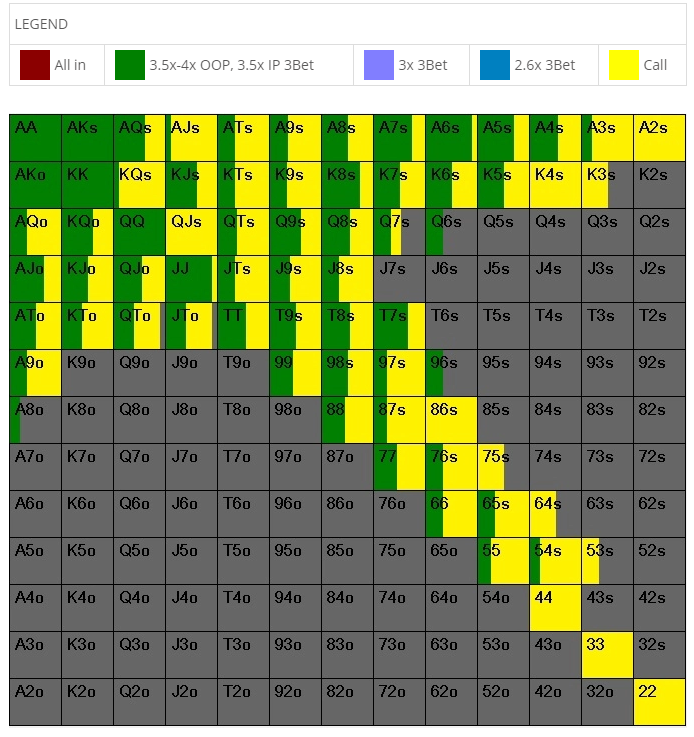 LEGEND
All in 3.5x-4x OOP, 3.5x IP 3Bet 3x 3Bet 2.6x 3Bet Call
AA AKs AQs AJs ATs A9s A8s A7s A6s A5s A4s A3s A2s
AKo KK KQs KJs KTs K9s K8s K7s K6s K5s K4s K3s K2s
AQo KQo QQ QJs QTs Q9s Q8s Q7s Q6s Q5s Q4s Q3s Q2s
AJo KJo QJo JJ JTs J9s J8s J7s J6s J5s J4s J3s J2s
ATo KTo QTo JTo TT T9s T8s T7s T6s T5s T4s T3s T2s
A9o K9o Q9o J9o T9o 99 98s 97s 96s 95s 94s 93s 92s
A8o K8o Q8o J8o T8o 98o 88 87s 86s 85s 84s 83s 82s
A7o K7o Q7o J7o T7o 97o 87o 77 76s 75s 74s 73s 72s
A6o K6o Q6o J6o T6o 96o 86o 76o 66 65s 64s 63s 62s
A5o K5o Q5o J5o T5o 95o 85o 75o 65o 55 54s 53s 52s
A4o K4o Q4o J4o T4o 94o 84o 74o 64o 54o 44 43s 42s
A3o K3o Q3o J3o T3o 93o 83o 73o 63o 53o 43o 33 32s
A2o K2o Q2o J2o T2o 92o 82o 72o 62o 52o 42o 32o 22